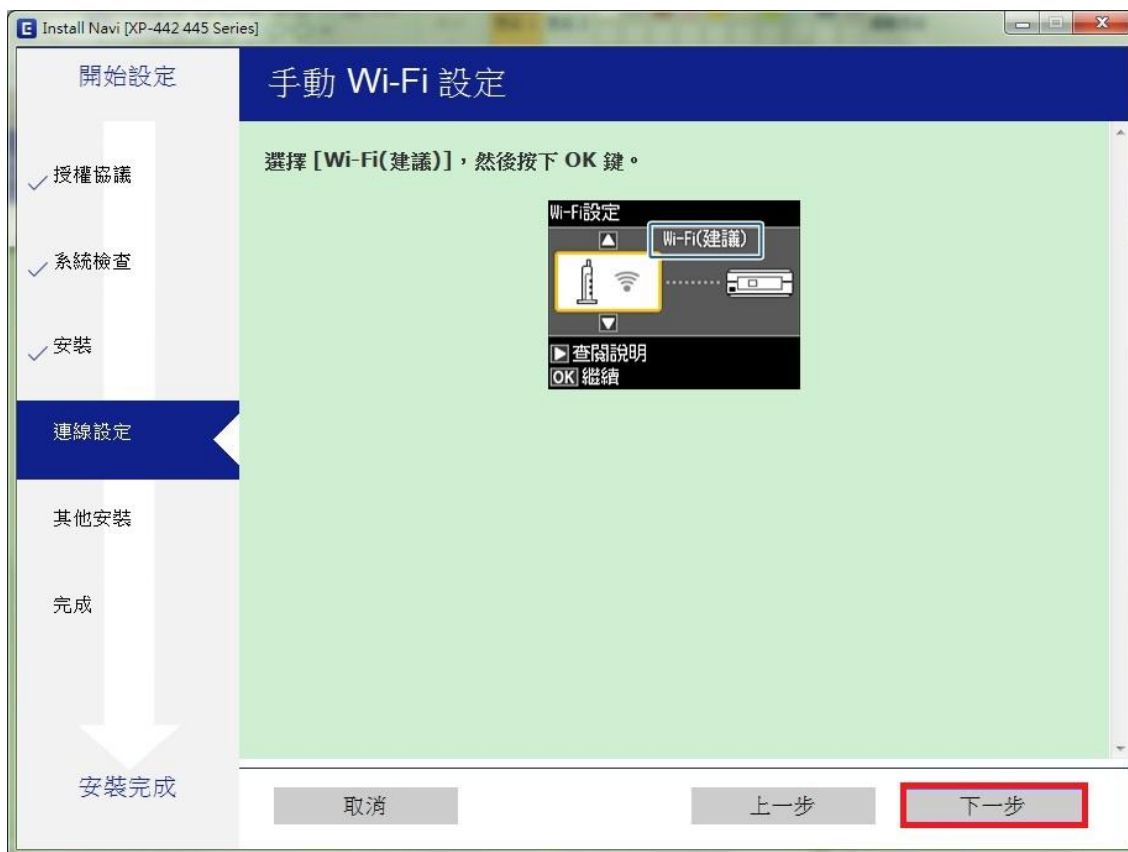 Install Navi [XP-442 445 Series]
開始設定
授權協議
系統檢查
安裝
連線設定
其他安裝
完成
安裝完成
手動 Wi-Fi 設定
選擇 [Wi-Fi(建議)]，然後按下 OK 鍵。
Wi-Fi設定
Wi-Fi(建議)
查閱說明
OK 繼續
取消
上一步
下一步